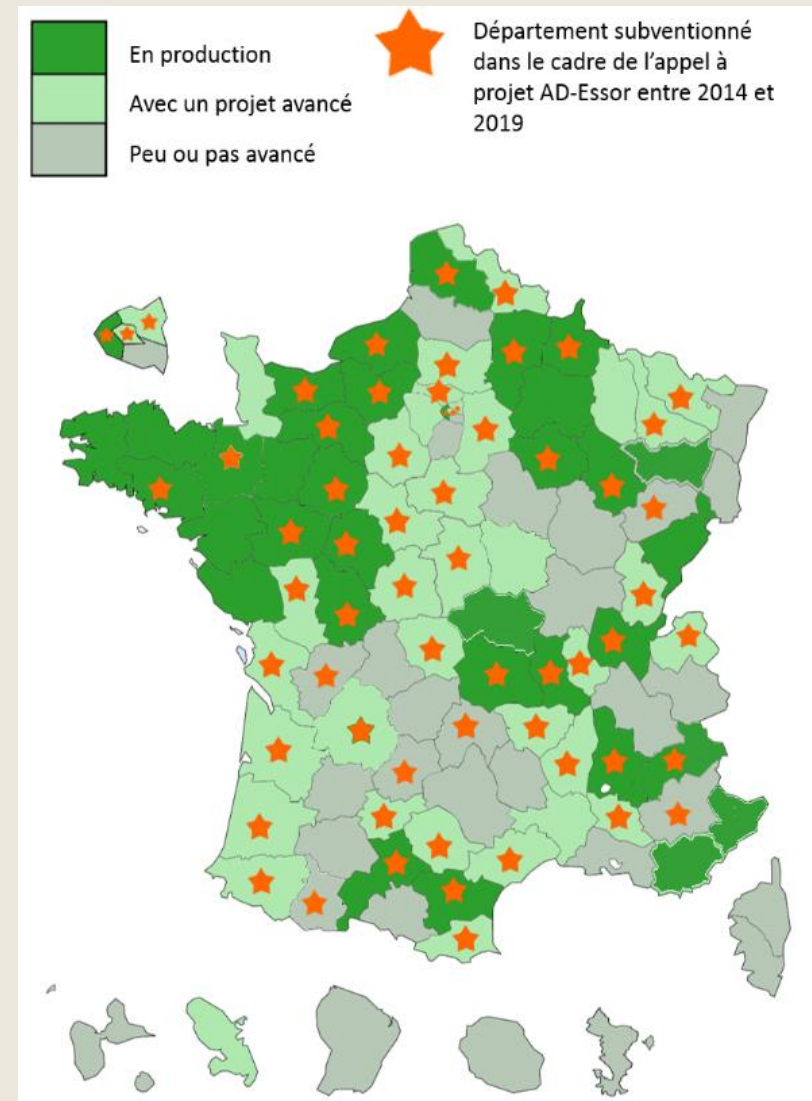 En production
Avec un projet avancé
Peu ou pas avancé
Département subventionné
dans le cadre de l’appel à
projet AD-Essor entre 2014 et
2019